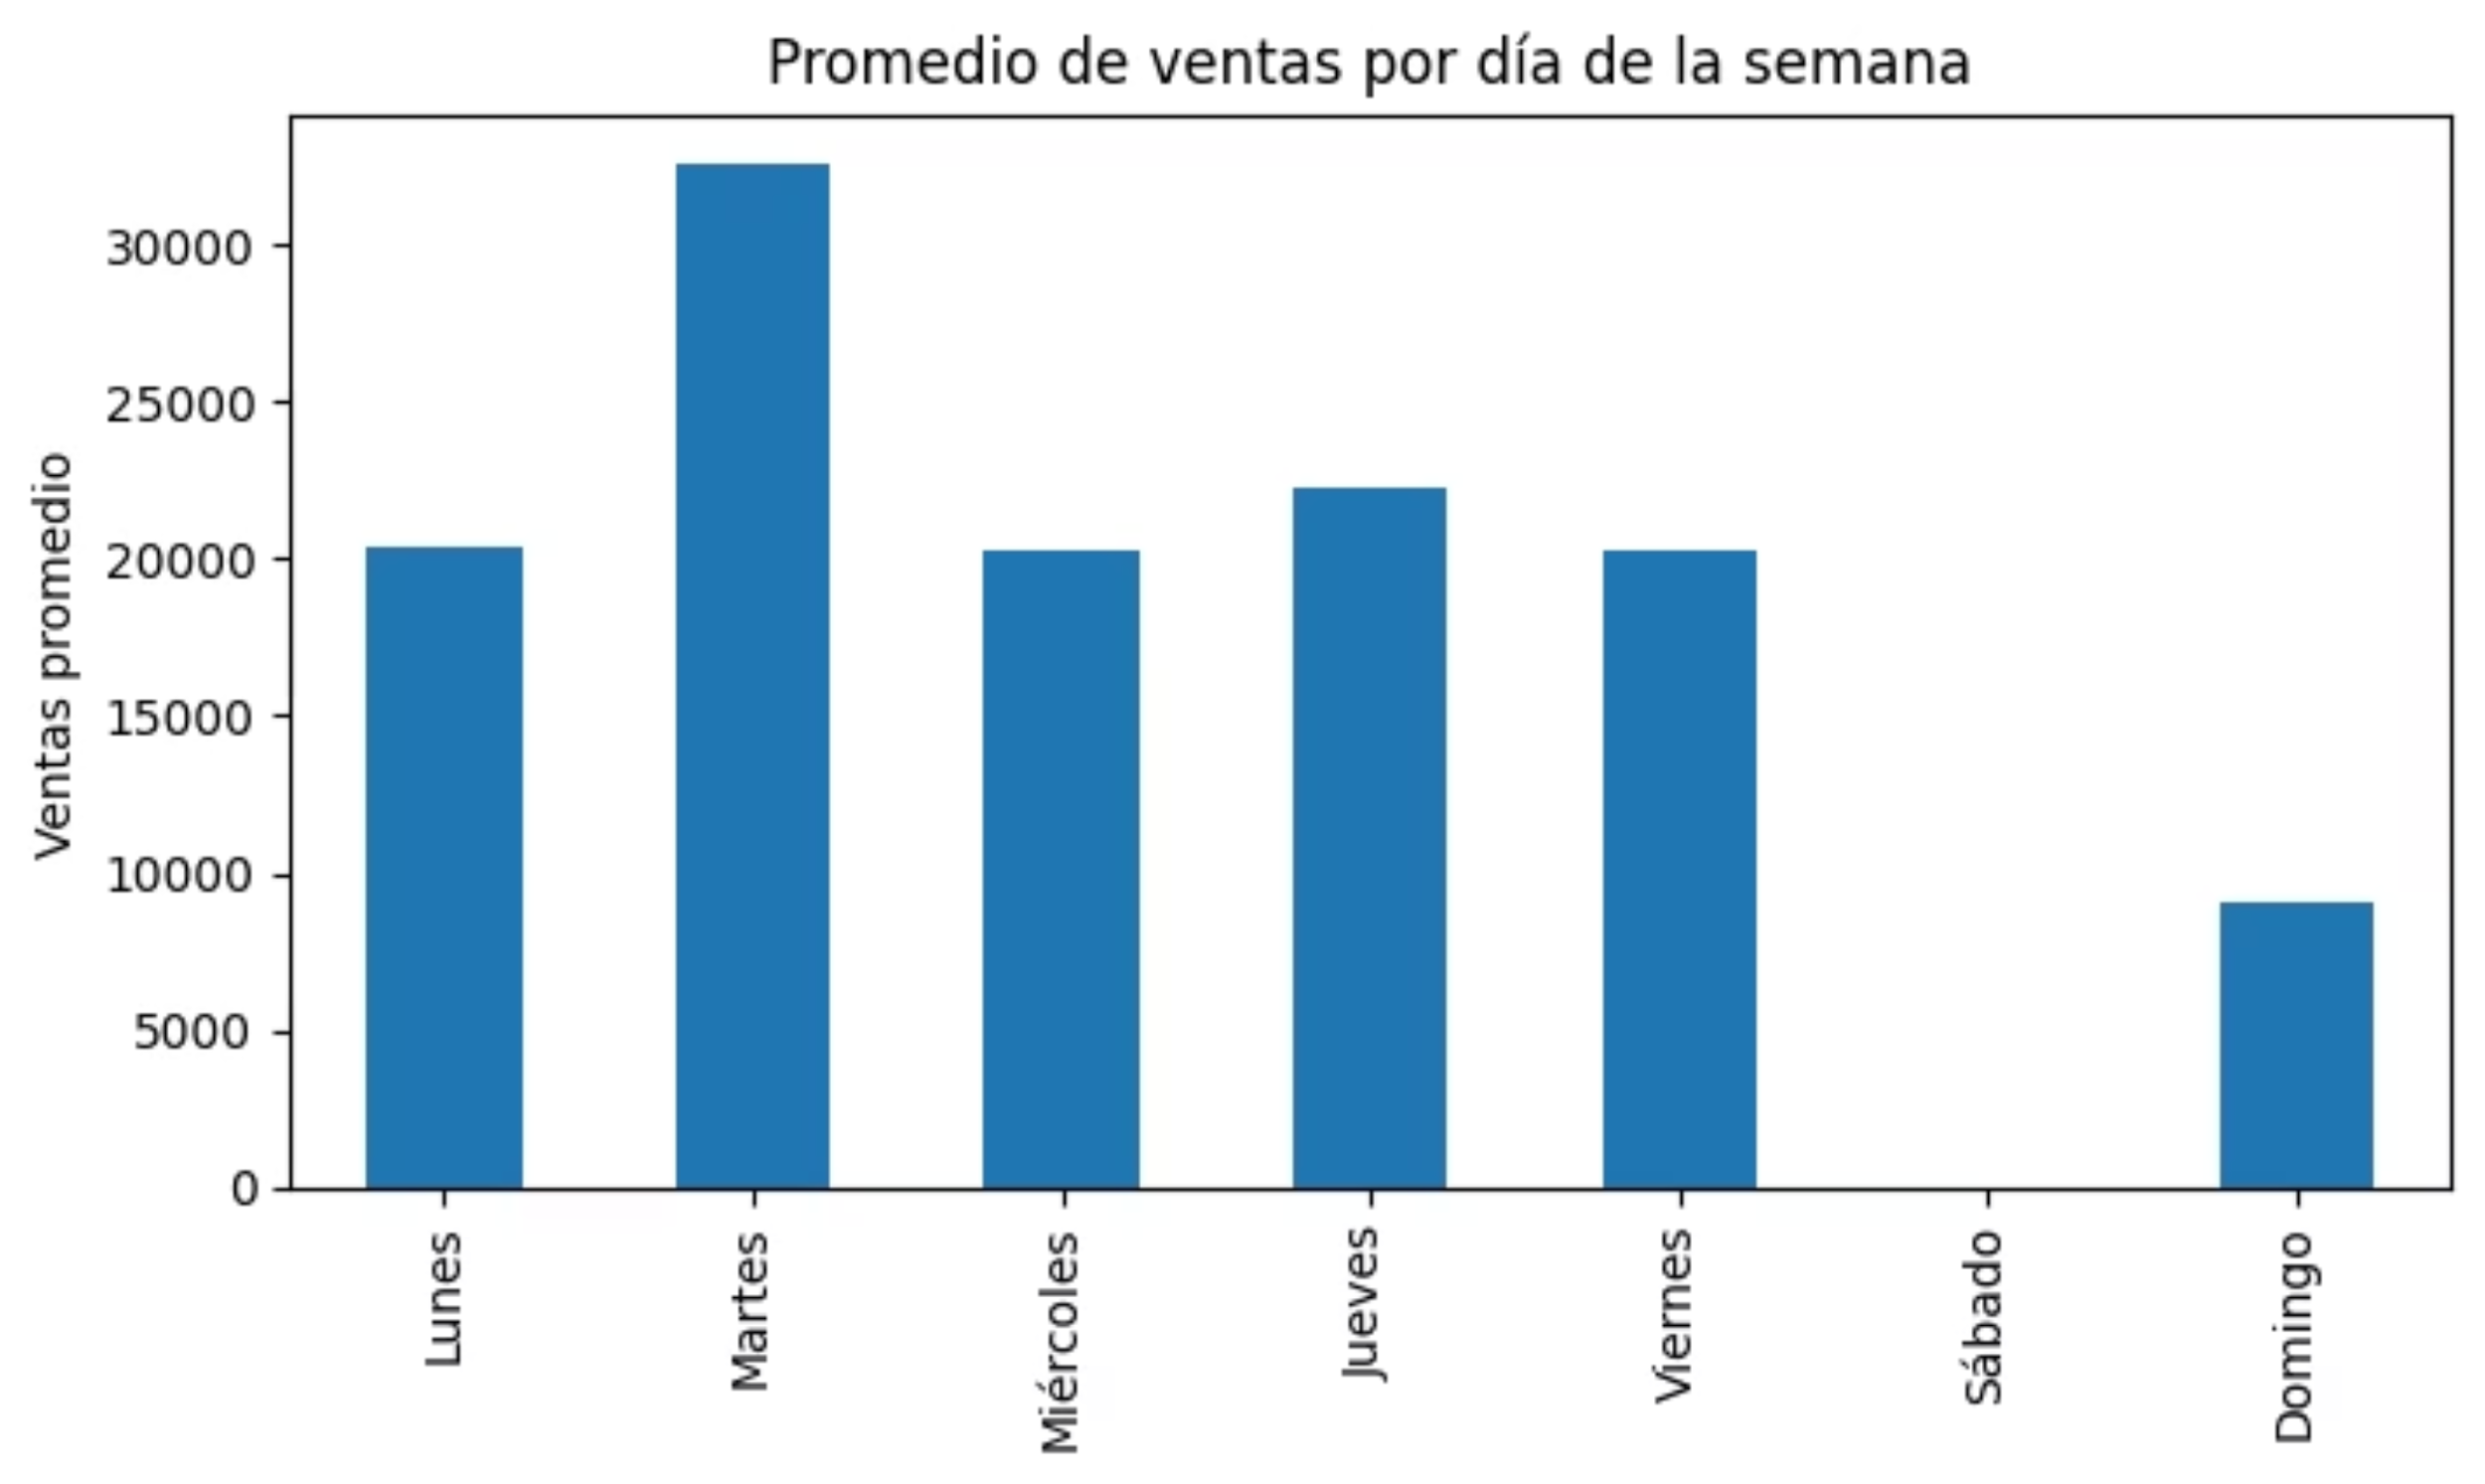 Promedio de ventas por día de la semana
Ventas promedio
30000
25000
20000
15000
10000
5000
0
Lunes
Martes
Miércoles
Jueves
Viernes
Sábado
Domingo